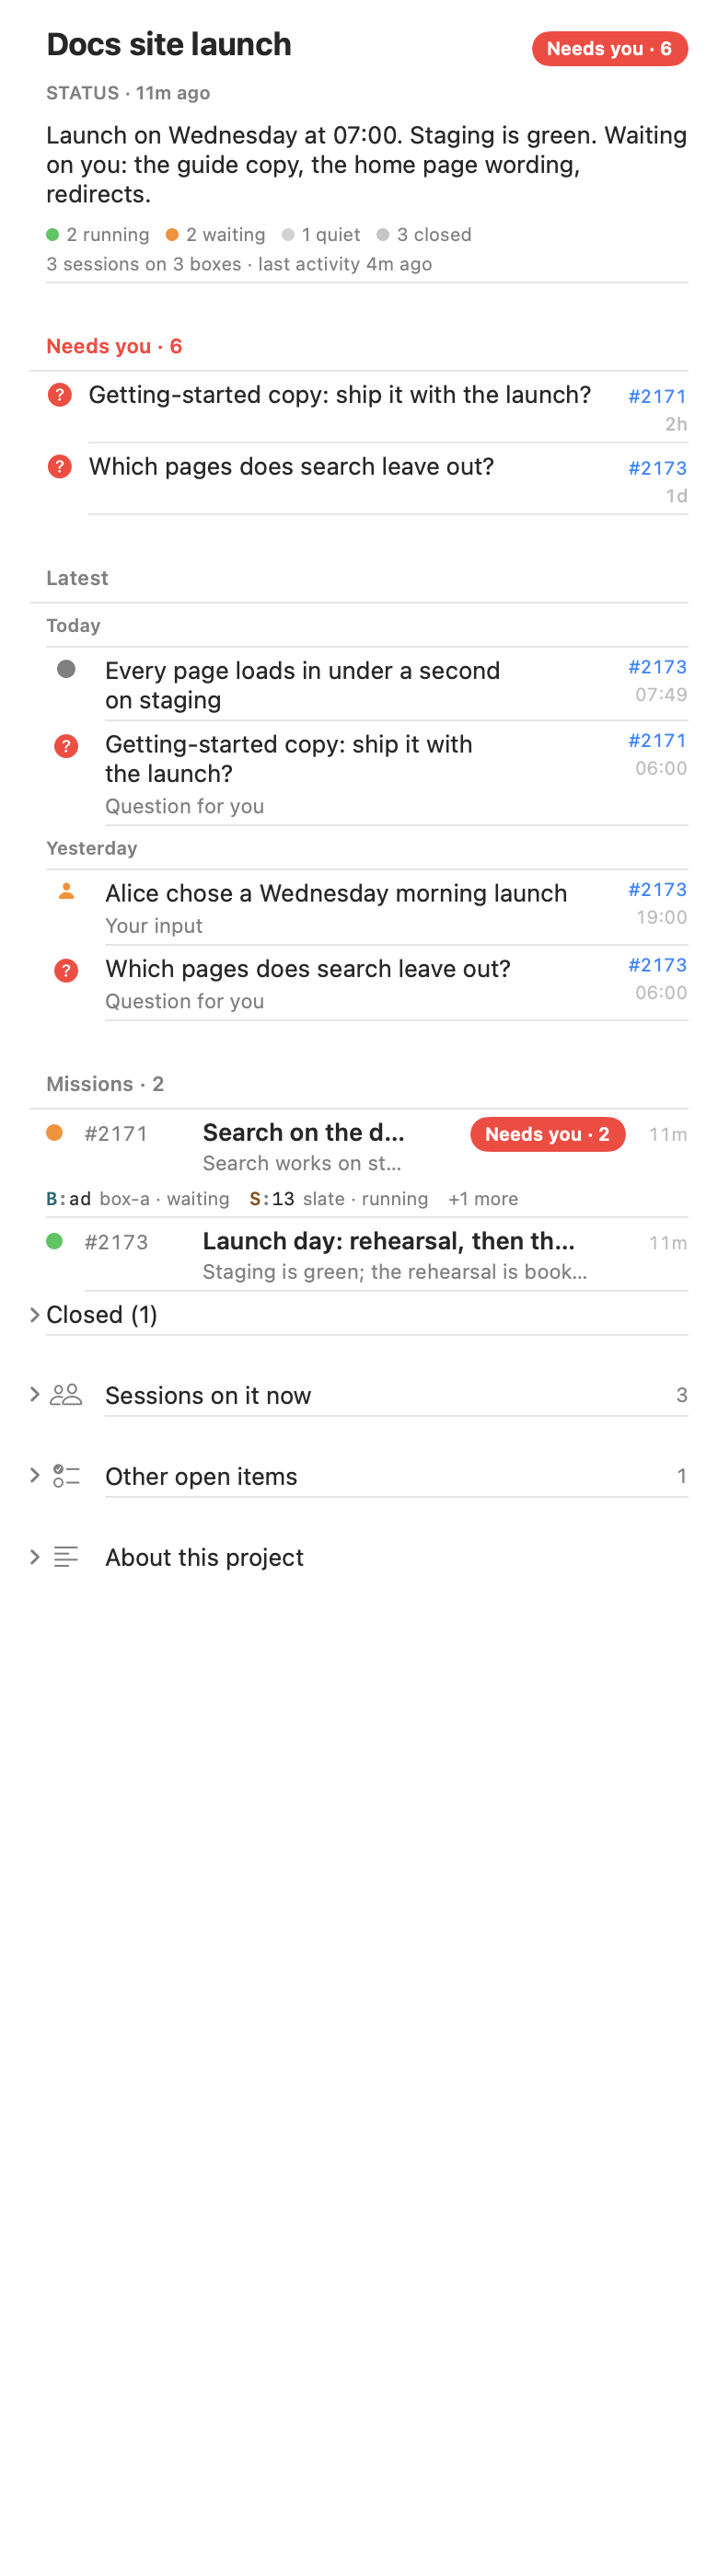 Docs site launch
Needs you · 6
STATUS · 11m ago
Launch on Wednesday at 07:00. Staging is green. Waiting
on you: the guide copy, the home page wording,
redirects.
2 running 2 waiting 1 quiet 3 closed
3 sessions on 3 boxes · last activity 4m ago
Needs you · 6
? Getting-started copy: ship it with the launch? #2171
2h
? Which pages does search leave out? #2173
1d
Latest
Today
Every page loads in under a second
on staging
#2173
07:49
? Getting-started copy: ship it with
the launch?
Question for you
#2171
06:00
Yesterday
Alice chose a Wednesday morning launch
Your input
#2173
19:00
? Which pages does search leave out?
Question for you
#2173
06:00
Missions · 2
#2171 Search on the d... Needs you · 2 11m
Search works on st...
B:ad box-a · waiting S:13 slate · running +1 more
#2173 Launch day: rehearsal, then th... 11m
Staging is green; the rehearsal is book...
Closed (1)
Sessions on it now 3
Other open items 1
About this project